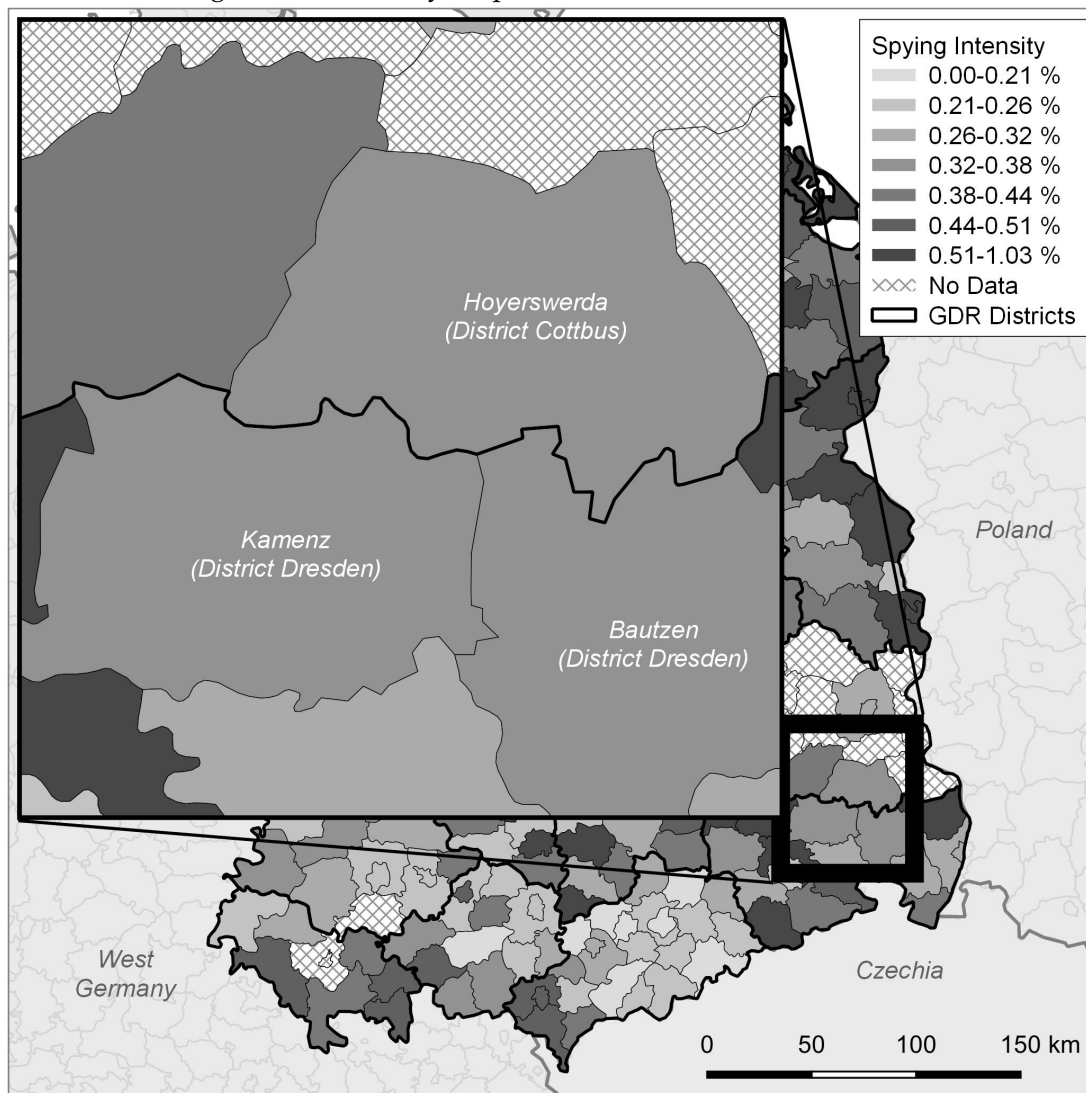 Spying Intensity
0.00-0.21 %
0.21-0.26 %
0.26-0.32 %
0.32-0.38 %
0.38-0.44 %
0.44-0.51 %
0.51-1.03 %
No Data
GDR Districts
Hoyerswerda
(District Cottbus)
Kamenz
(District Dresden)
Bautzen
(District Dresden)
Poland
West
Germany
Czechia
0 50 100 150 km